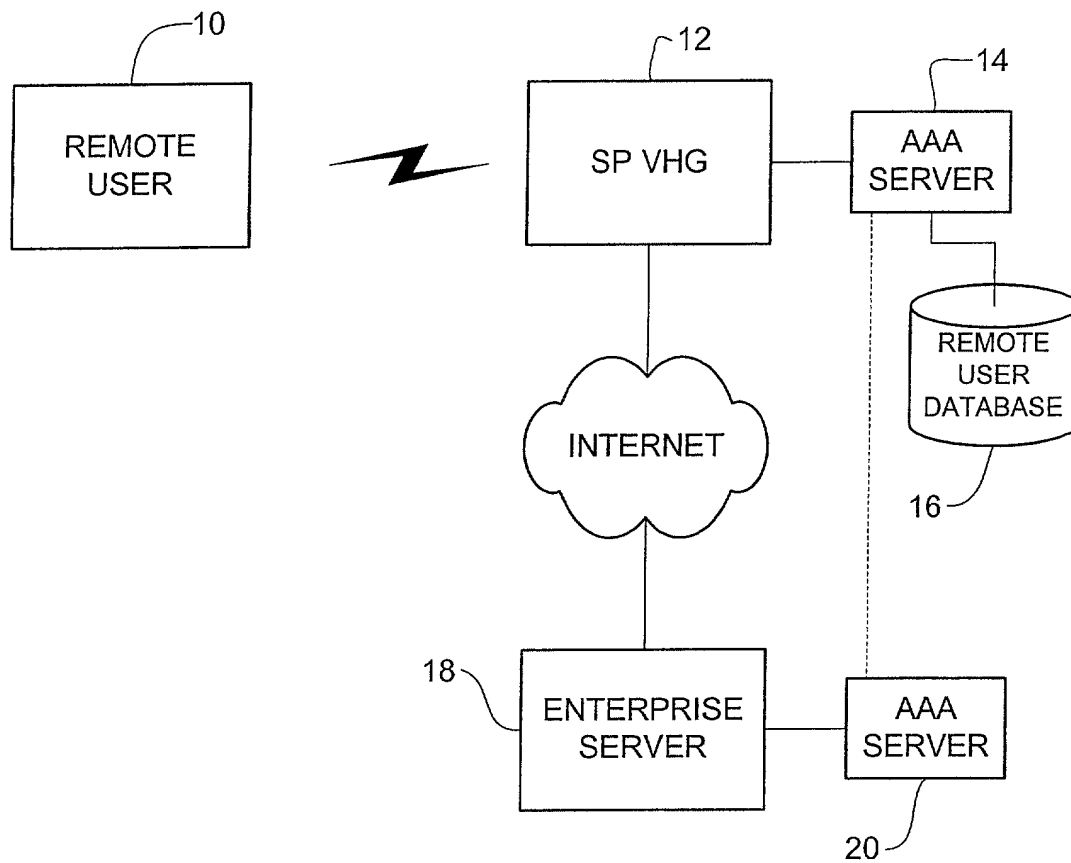 10
12
14
REMOTE
USER
SP VHG
AAA
SERVER
INTERNET
REMOTE
USER
DATABASE
16
18
ENTERPRISE
SERVER
AAA
SERVER
20